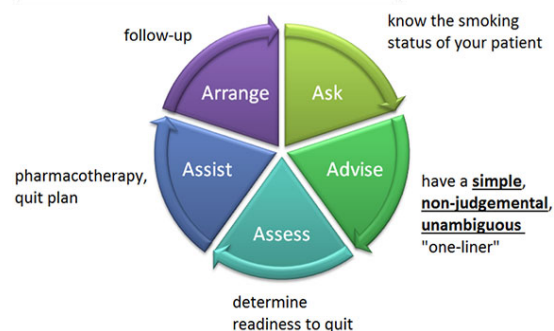 know the smoking
status of your patient
follow-up
Arrange
Ask
Assist
Advise
pharmacotherapy,
quit plan
have a simple,
non-judgemental,
unambiguous
"one-liner"
Assess
determine
readiness to quit